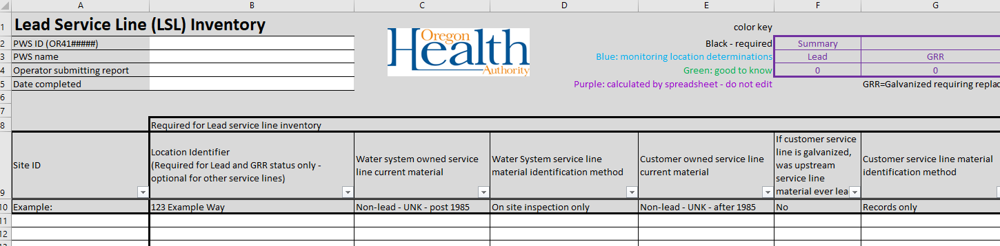 A B C D E F G
1 Lead Service Line (LSL) Inventory
Oregon
Health
Authority
color key
2 PWS ID (OR41#####) Black - required Summary
3 PWS name Blue: monitoring location determinations Lead GRR
4 Operator submitting report Green: good to know 0 0
5 Date completed Purple: calculated by spreadsheet - do not edit GRR=Galvanized requiring replac
6
7
8 Required for Lead service line inventory
9
Site ID
Location Identifier
(Required for Lead and GRR status only -
optional for other service lines)
Water system owned service
line current material
Water System service line
material identification method
Customer owned service line
current material
If customer service
line is galvanized,
was upstream
service line
material ever lea
Customer service line material
identification method
10 Example: 123 Example Way Non-lead - UNK - post 1985 On site inspection only Non-lead - UNK - after 1985 No Records only
11
12